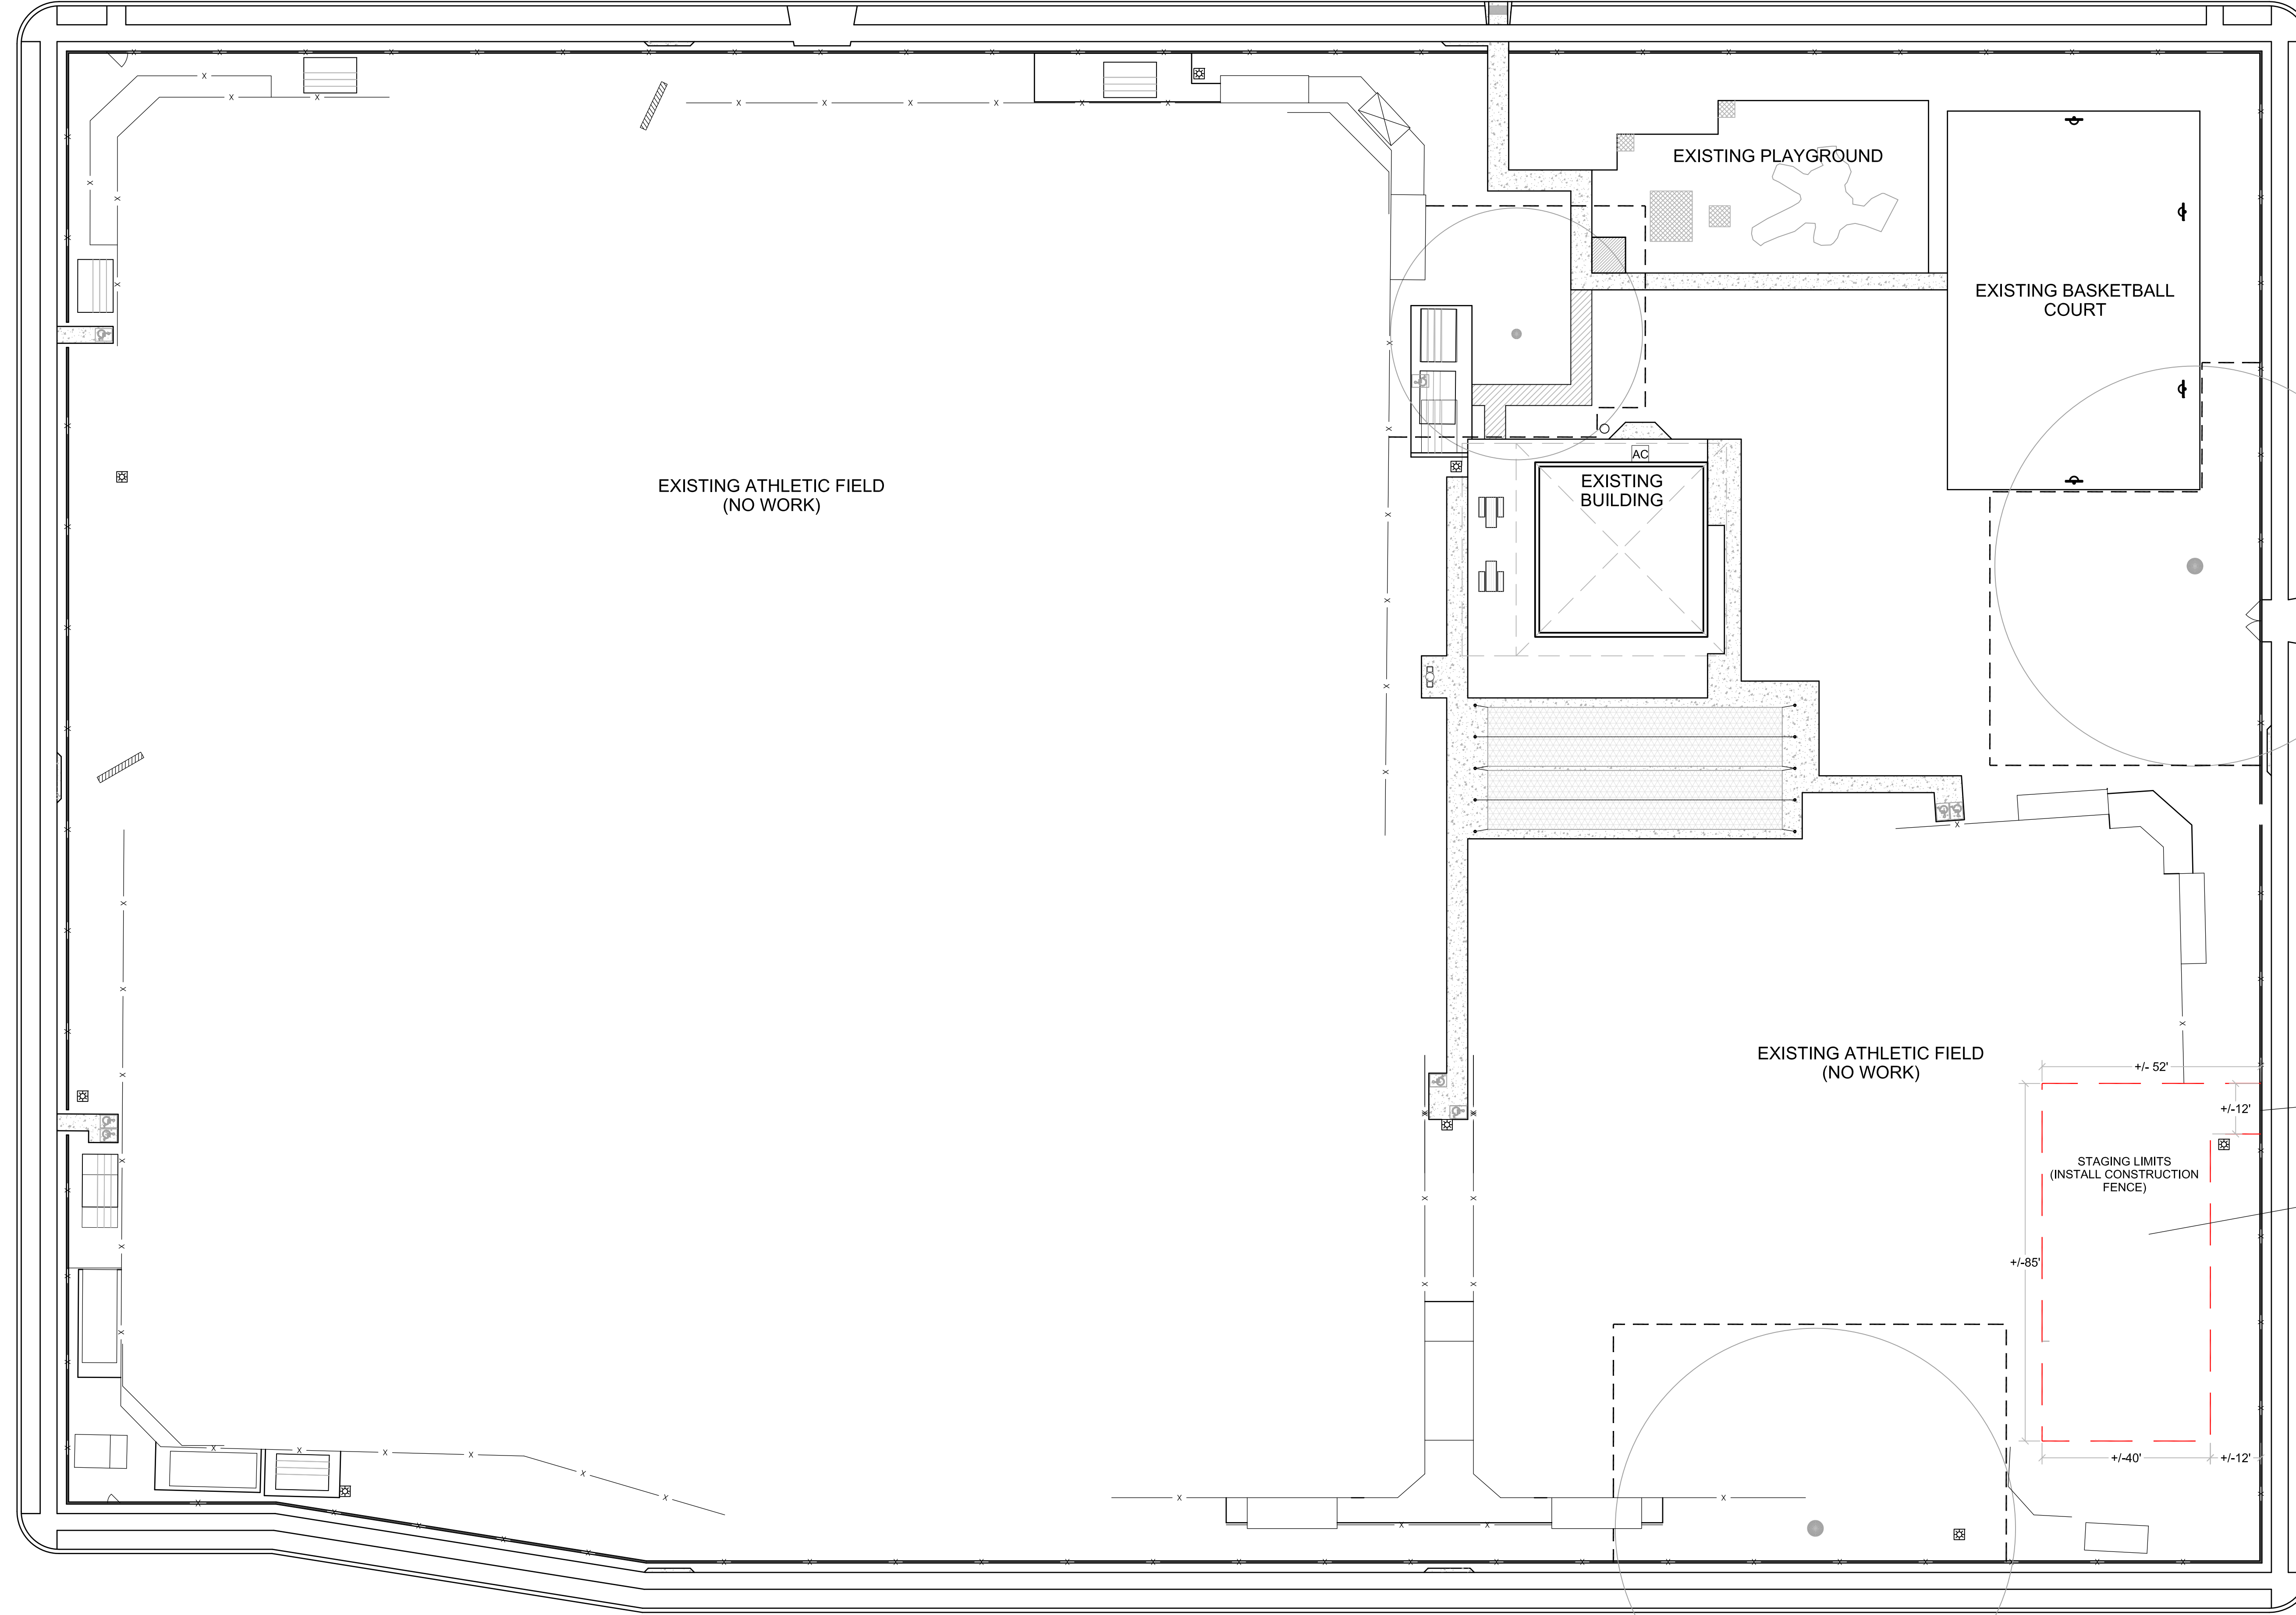 EXISTING PLAYGROUND
EXISTING BASKETBALL
COURT
AC
EXISTING
BUILDING
EXISTING ATHLETIC FIELD
(NO WORK)
EXISTING ATHLETIC FIELD
(NO WORK)
+/- 52'
+/-12'
STAGING LIMITS
(INSTALL CONSTRUCTION
FENCE)
+/-85'
+/-40'
+/-12'